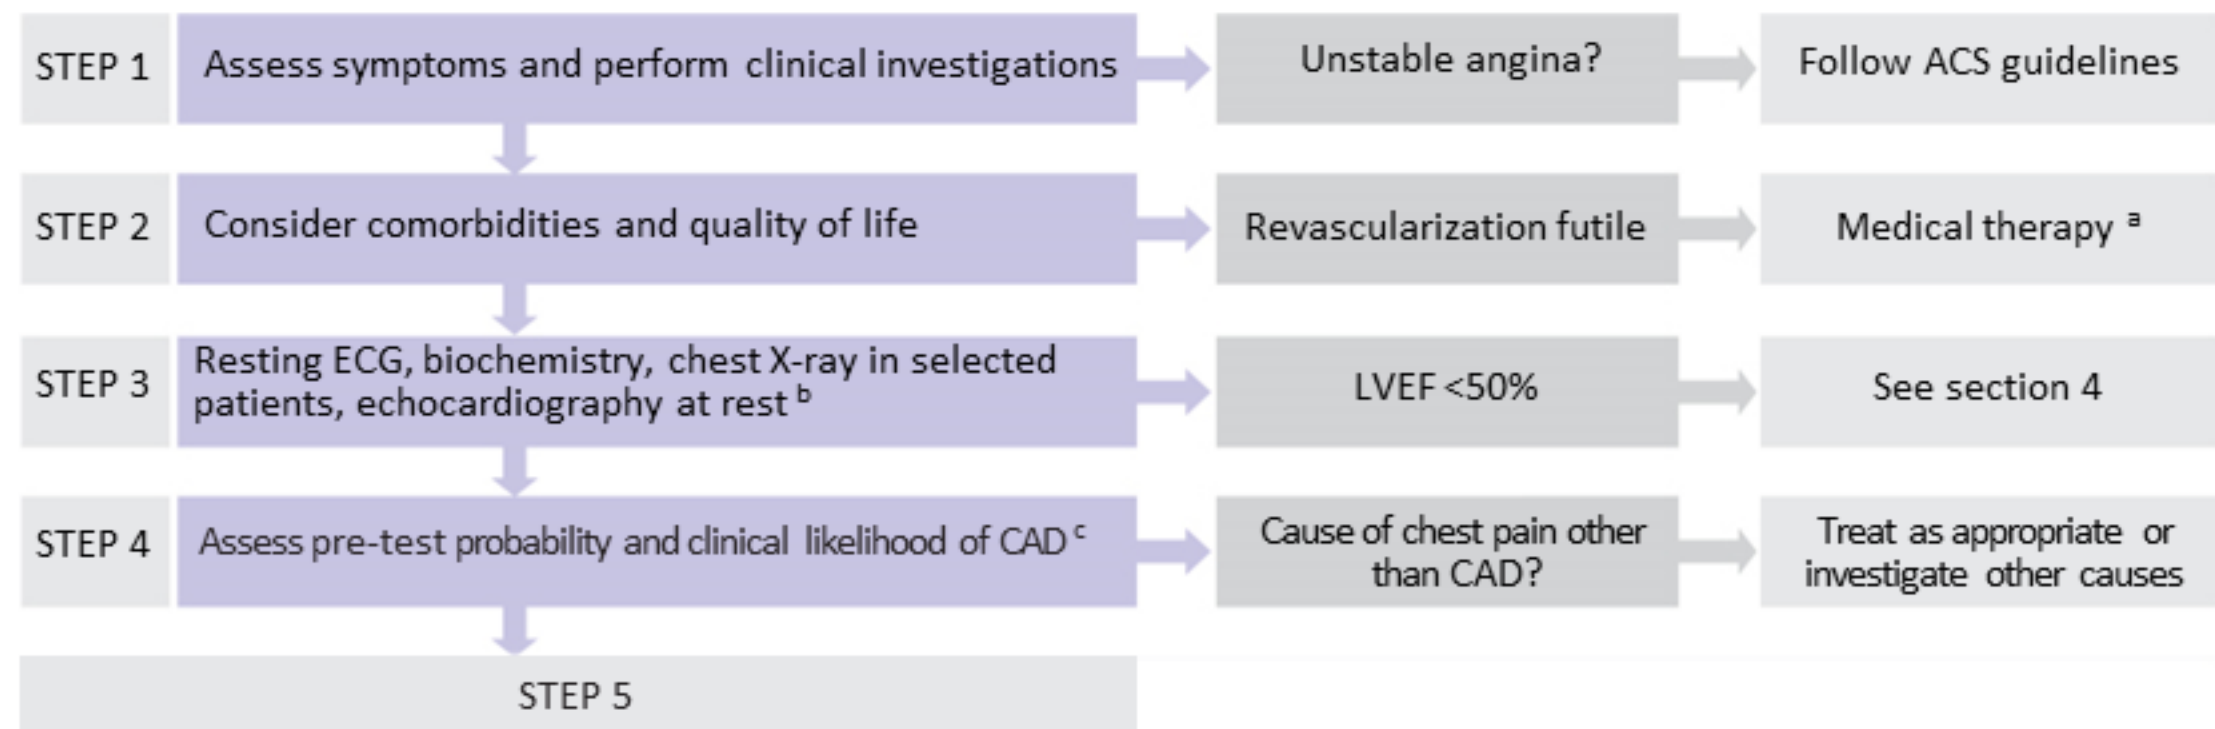 STEP 1
Assess symptoms and perform clinical investigations
Unstable angina?
Follow ACS guidelines
STEP 2
Consider comorbidities and quality of life
Revascularization futile
Medical therapy ᵃ
STEP 3
Resting ECG, biochemistry, chest X-ray in selected
patients, echocardiography at rest ᵇ
LVEF <50%
See section 4
STEP 4
Assess pre-test probability and clinical likelihood of CAD ᶜ
Cause of chest pain other
than CAD?
Treat as appropriate or
investigate other causes
STEP 5